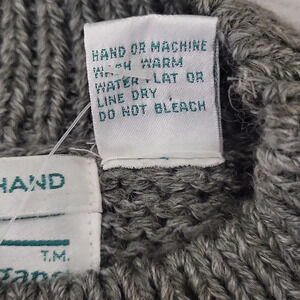 HAND OR MACHINE
WASH WARM
WATER FLAT OR
LINE DRY
DO NOT BLEACH
HAND
T.M.